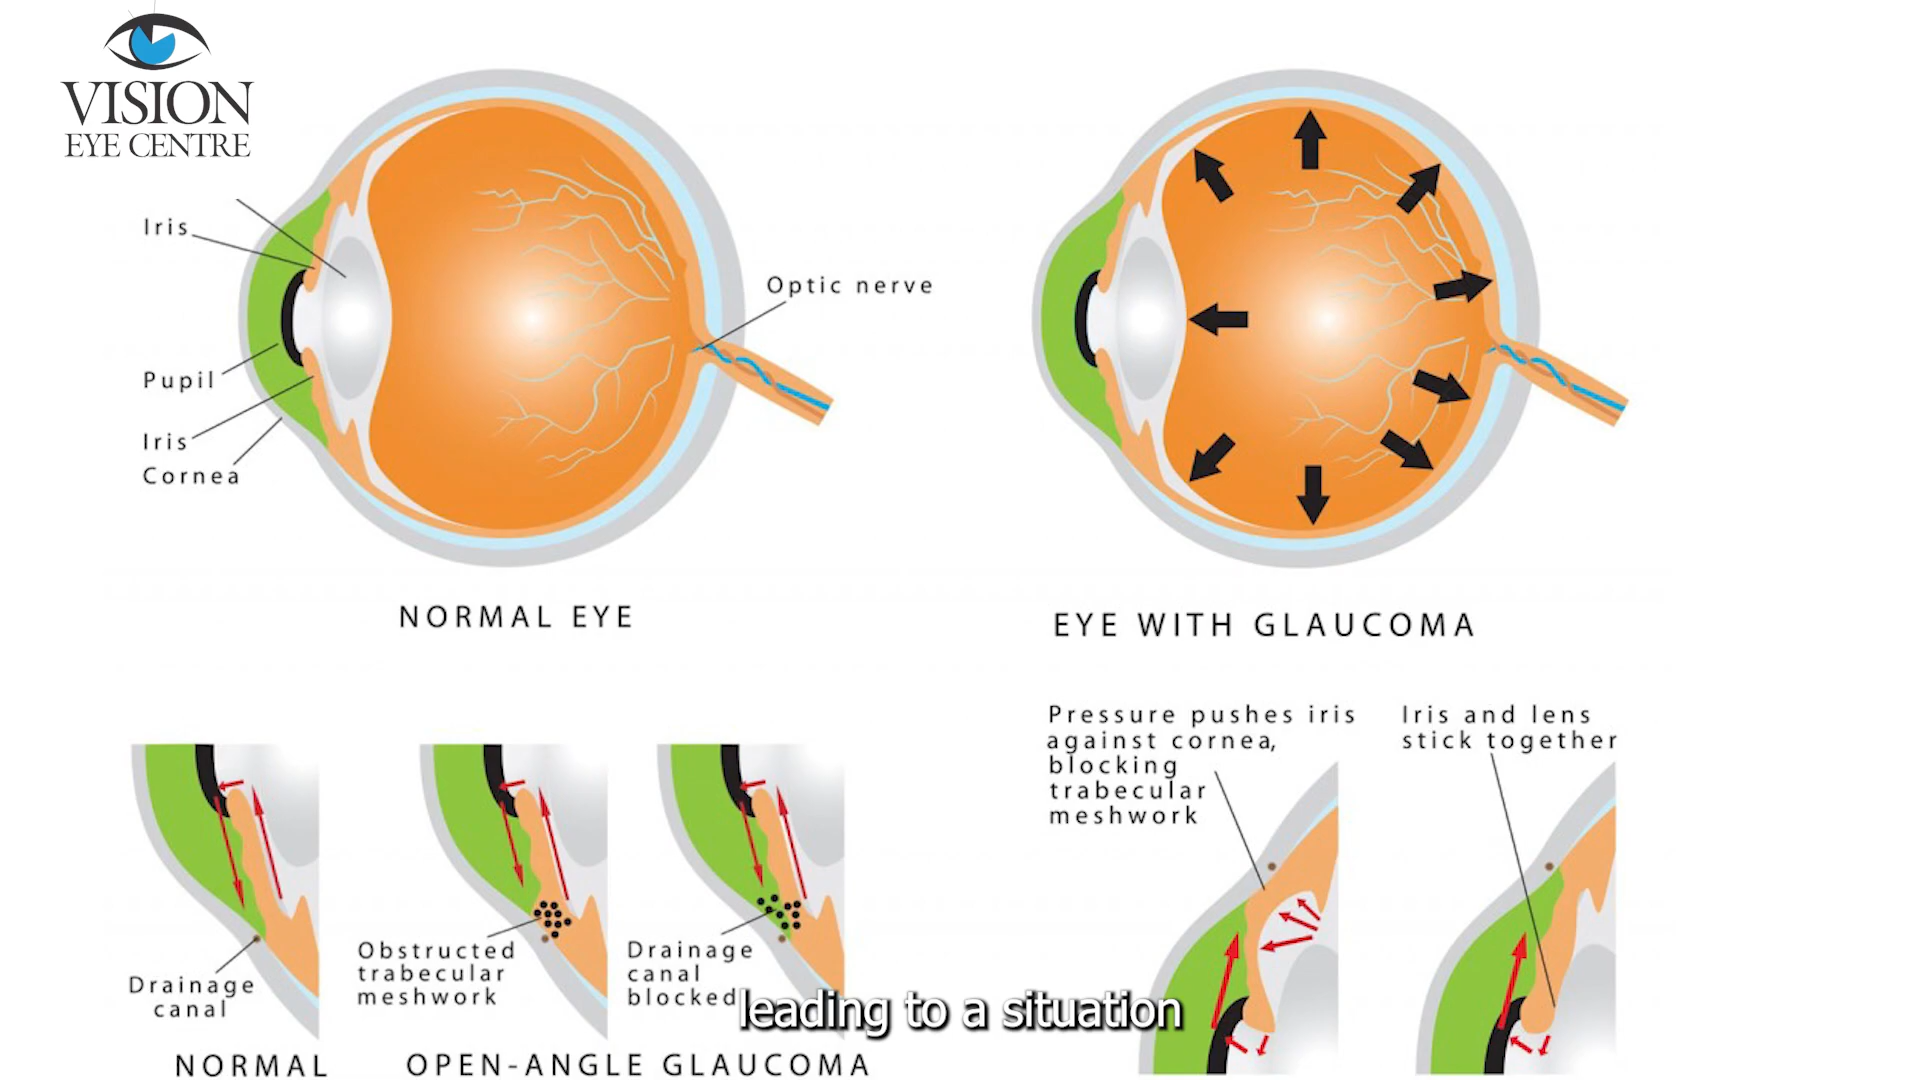 VISION
EYE CENTRE
Iris
Optic nerve
Pupil
Iris
Cornea
NORMAL EYE
EYE WITH GLAUCOMA
Pressure pushes iris
against cornea,
blocking
trabecular
meshwork
Iris and lens
stick together
Drainage
canal
Obstructed
trabecular
meshwork
Drainage
canal
blocked
leading to a situation
NORMAL
OPEN-ANGLE GLAUCOMA